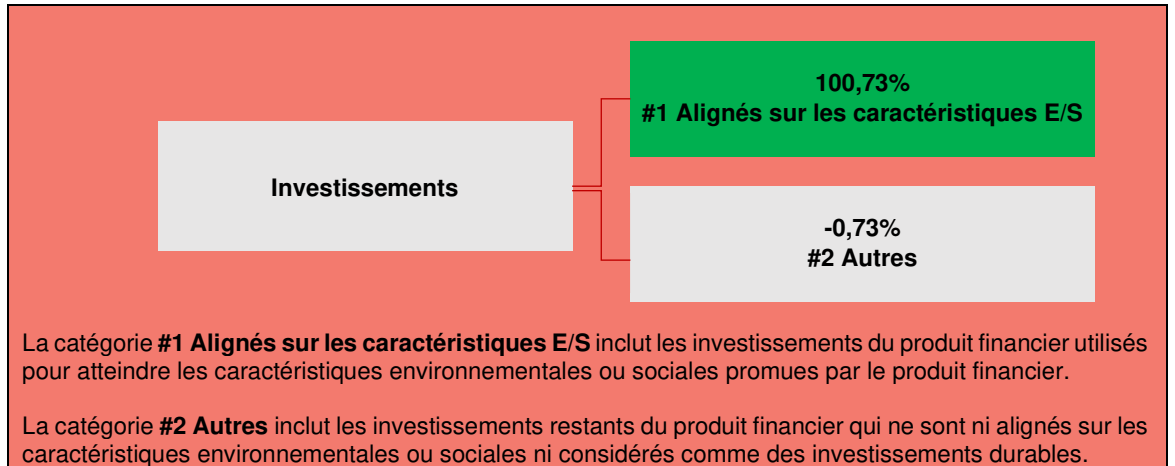 100,73%
#1 Alignés sur les caractéristiques E/S
Investissements
-0,73%
#2 Autres
La catégorie #1 Alignés sur les caractéristiques E/S inclut les investissements du produit financier utilisés
pour atteindre les caractéristiques environnementales ou sociales promues par le produit financier.
La catégorie #2 Autres inclut les investissements restants du produit financier qui ne sont ni alignés sur les
caractéristiques environnementales ou sociales ni considérés comme des investissements durables.